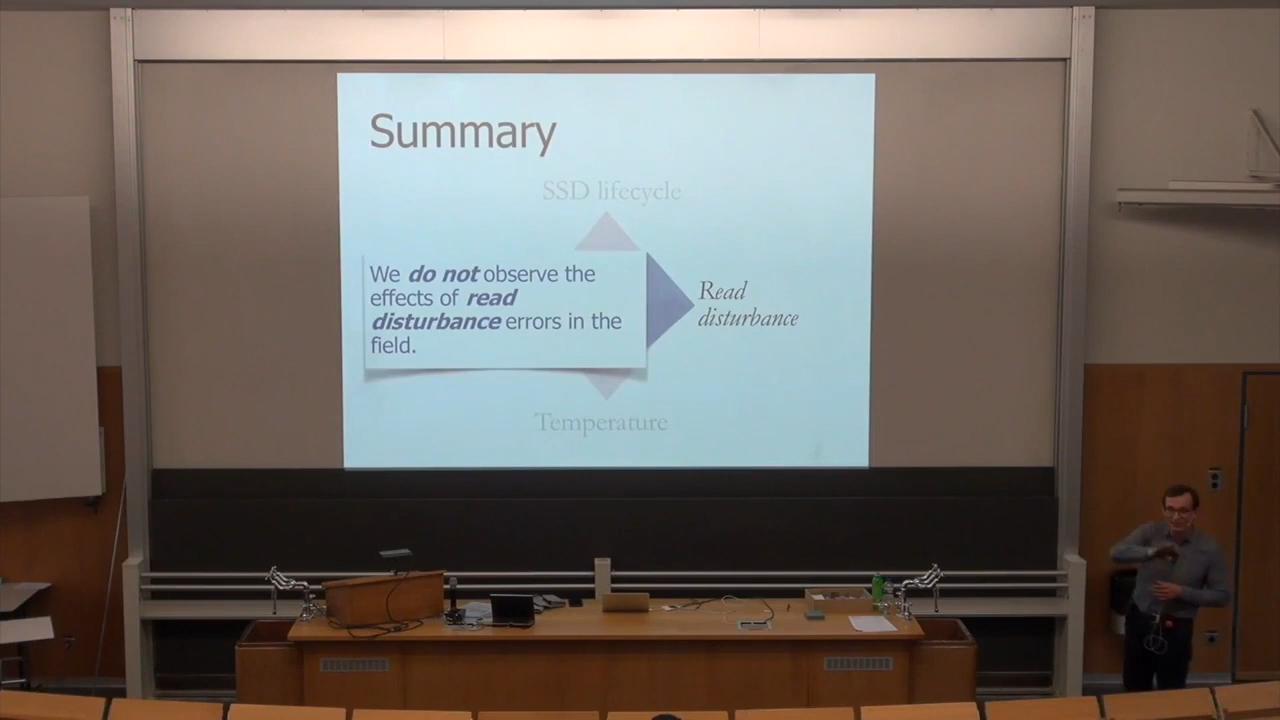 Summary
SSD lifecycle
We do not observe the
effects of read
disturbance errors in the
field.
Read
disturbance
Temperature